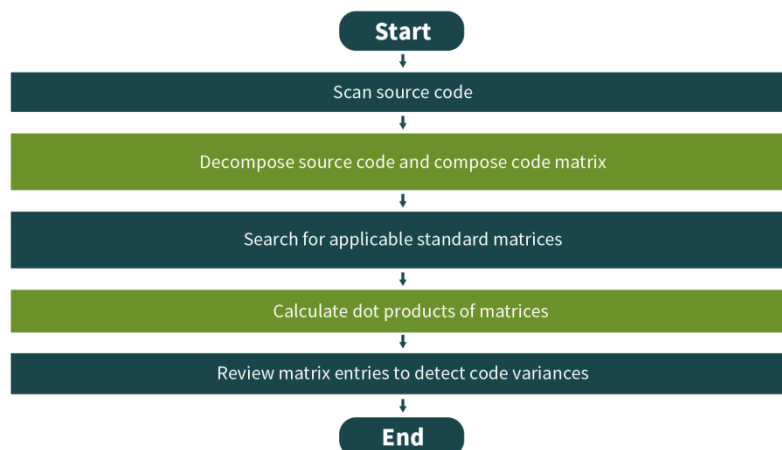 Start
Scan source code
Decompose source code and compose code matrix
Search for applicable standard matrices
Calculate dot products of matrices
Review matrix entries to detect code variances
End